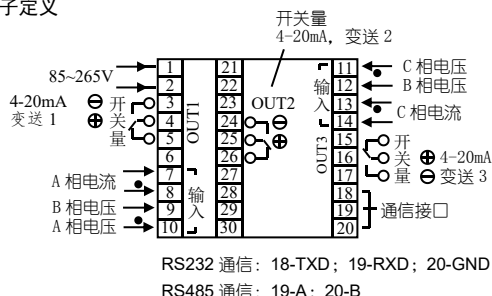 子定义
开关量
4-20mA，变送 2
85~265V
4-20mA ⊖ 开
变送 1 ⊕ 关
量
1
2
3
4
5
6
7
8
9
10
OUT1
输
入
21
22
23
24
25
26
27
28
29
30
OUT2
⊖
⊕
输
入
OUT3
11
12
13
14
15
16
17
18
19
20
C 相电压
B 相电压
C 相电流
开
关 ⊕ 4-20mA
量 ⊖ 变送 3
通信接口
A 相电流
B 相电压
A 相电压
RS232 通信：18-TXD；19-RXD；20-GND
RS485 通信：19-A；20-B